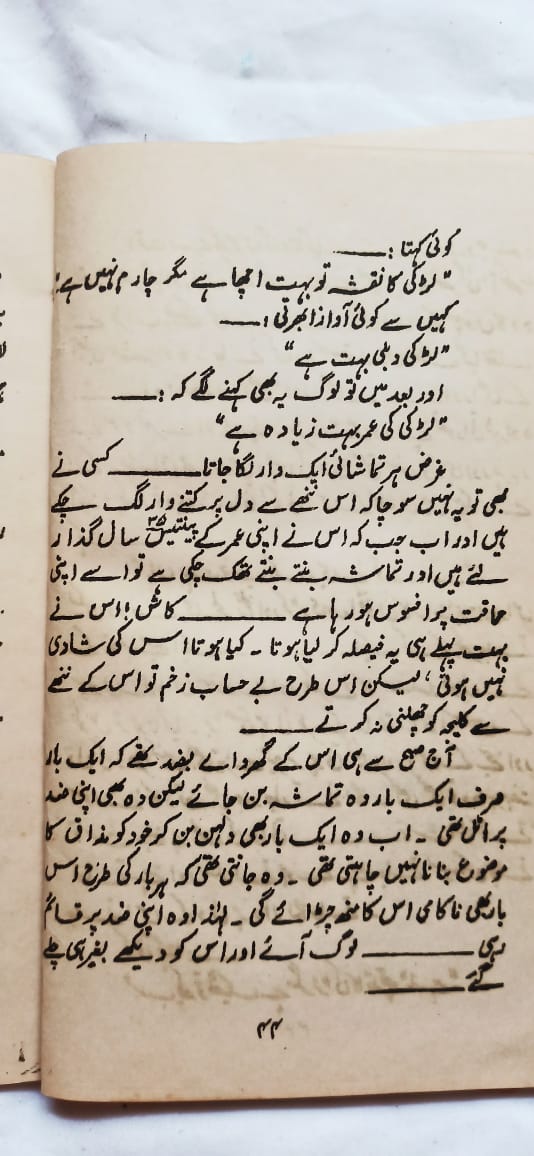 کوئی کہتا :——
"لڑکی کا نقشہ تو بہت اچھا ہے مگر چارم نہیں ہے"
کہیں سے کوئی آواز ابھرتی :——
"لڑکی دبلی بہت ہے"
اور بعد میں تو لوگ یہ بھی کہنے لگے کہ :——
"لڑکی کی عمر بہت زیادہ ہے"
غرض ہر تماشائی ایک وار لگا جاتا ——— کسی نے
بھی تو یہ نہیں سوچا کہ اس ننھے سے دل پر کتنے وار لگ چکے
ہیں اور اب جب کہ اس نے اپنی عمر کے پینتیس ۳۵ سال گذار
لئے ہیں اور تماشہ بنتے بنتے تھک چکی ہے تو اسے اپنی
حماقت پر افسوس ہو رہا ہے ——— کاش! اس نے
بہت پہلے ہی یہ فیصلہ کر لیا ہوتا ۔ کیا ہوتا اس کی شادی
نہیں ہوتی، لیکن اس طرح بے حساب زخم تو اس کے ننھے
سے کلیجہ کو چھلنی نہ کرتے ———
آج صبح سے ہی اس کے گھر والے بضد تھے کہ ایک بار
صرف ایک بار وہ تماشہ بن جائے لیکن وہ بھی اپنی ضد
پر اٹل تھی ۔ اب وہ ایک بار بھی دلہن بن کر خود کو مذاق کا
موضوع بنانا نہیں چاہتی تھی ۔ وہ جانتی تھی کہ ہر بار کی طرح اس
بار بھی ناکامی اس کا منھ چڑائے گی ۔ لہٰذا وہ اپنی ضد پر قائم
رہی ——— لوگ آئے اور اس کو دیکھے بغیر ہی چلے
گئے ———
۴۴